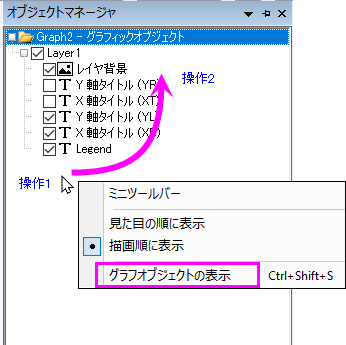 オブジェクトマネージャ
Graph2 - グラフィックオブジェクト
Layer1
レイヤ背景
Y 軸タイトル (YR)
操作2
X 軸タイトル (XT)
Y 軸タイトル (YL)
X 軸タイトル (XB)
Legend
操作1
ミニツールバー
見た目の順に表示
描画順に表示
グラフオブジェクトの表示 Ctrl+Shift+S